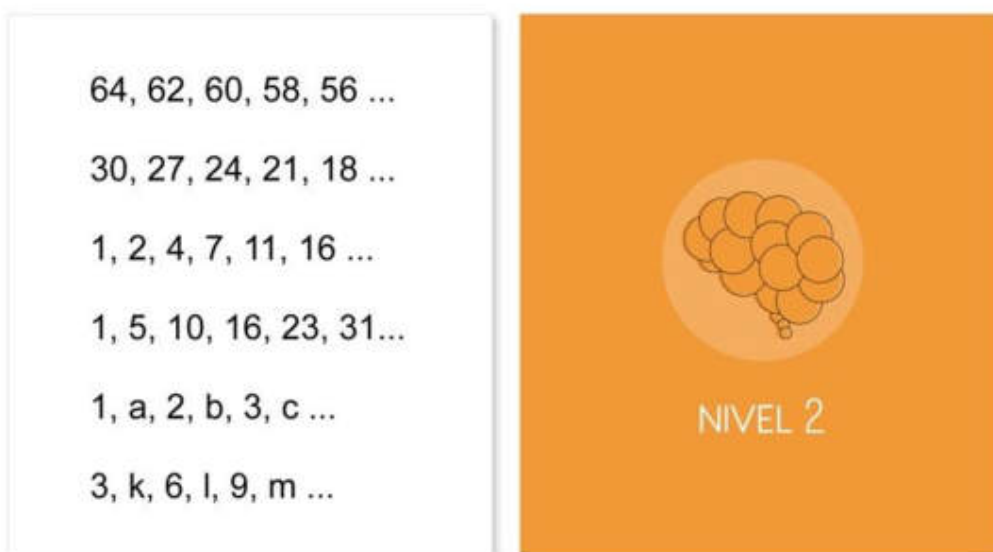 64, 62, 60, 58, 56 ...
30, 27, 24, 21, 18 ...
1, 2, 4, 7, 11, 16 ...
1, 5, 10, 16, 23, 31...
1, a, 2, b, 3, c ...
3, k, 6, l, 9, m ...
NIVEL 2